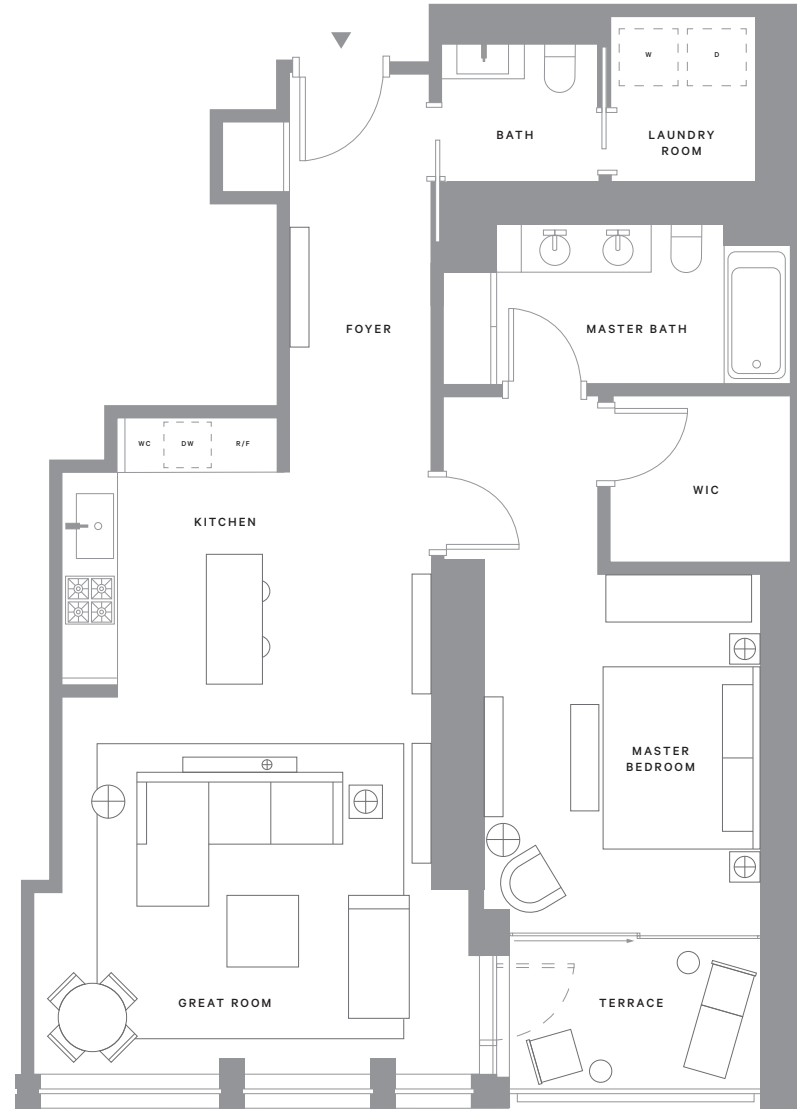 W
D
BATH
LAUNDRY
ROOM
FOYER
MASTER BATH
WC
DW
R/F
WIC
KITCHEN
MASTER
BEDROOM
GREAT ROOM
TERRACE